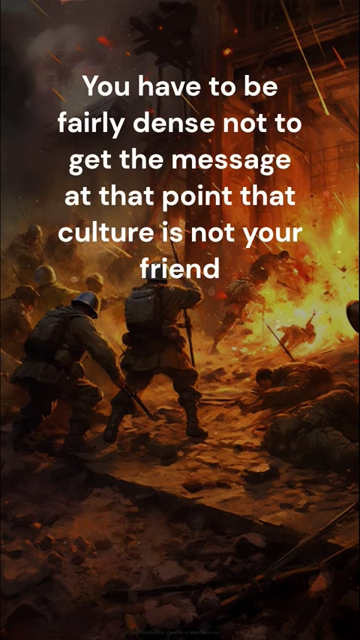 You have to be
fairly dense not to
get the message
at that point that
culture is not your
friend